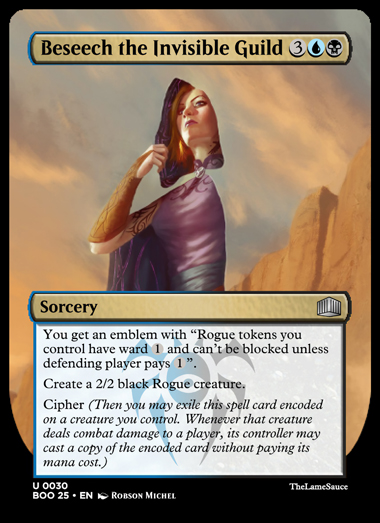 Beseech the Invisible Guild 3
Sorcery
You get an emblem with “Rogue tokens you
control have ward 1 and can’t be blocked unless
defending player pays 1 ”.
Create a 2/2 black Rogue creature.
Cipher (Then you may exile this spell card encoded
on a creature you control. Whenever that creature
deals combat damage to a player, its controller may
cast a copy of the encoded card without paying its
mana cost.)
U 0030
BOO 25 • EN Robson Michel
TheLameSauce